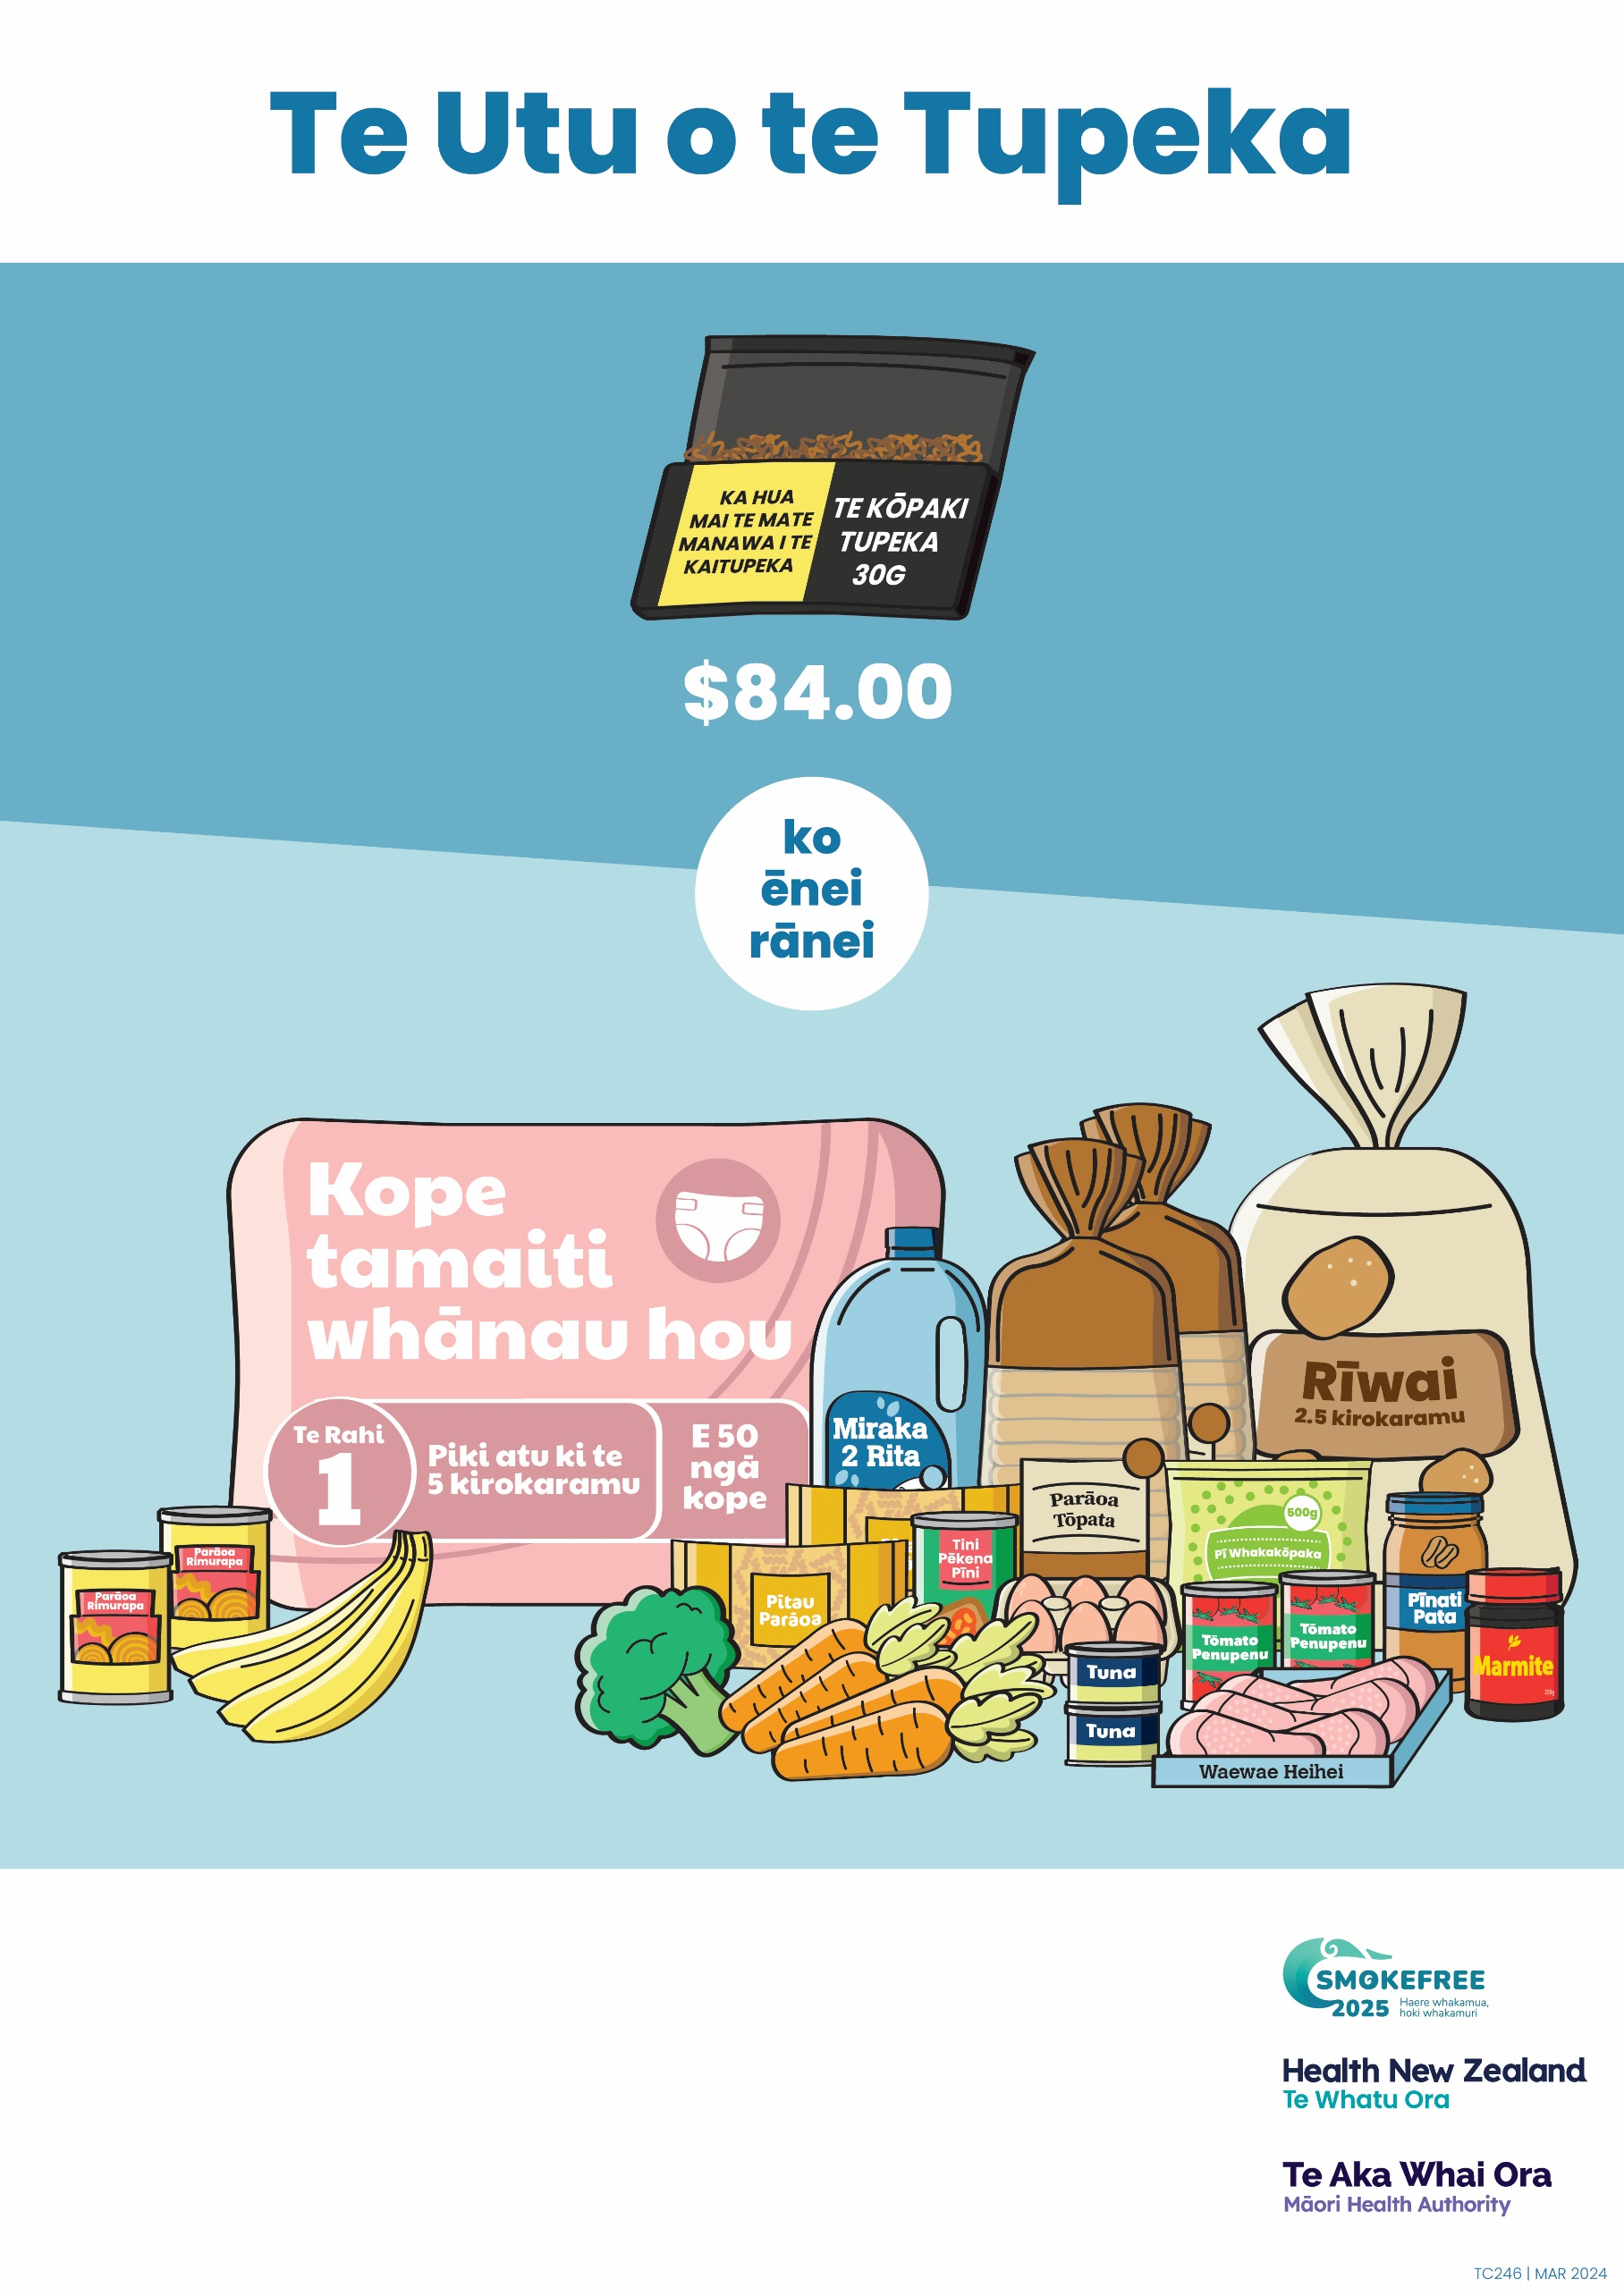 Te Utu o te Tupeka
KA HUA
MAI TE MATE
MANAWA I TE
KAITUPEKA
TE KŌPAKI
TUPEKA
30G
$84.00
ko
ēnei
rānei
Kope
tamaiti
whānau hou
Te Rahi
1
Piki atu ki te
5 kirokaramu
E 50
ngā
kope
Miraka
2 Rita
Rīwai
2.5 kirokaramu
Parāoa
Tōpata
500g
Pī Whakakōpaka
Tini
Pēkena
Pīni
Parāoa
Rimurapa
Parāoa
Rimurapa
Pītau
Parāoa
Pīnati
Pata
Tōmato
Penupenu
Tōmato
Penupenu
Marmite
250g
Tuna
Tuna
Waewae Heihei
SMOKEFREE
2025
Haere whakamua,
hoki whakamuri
Health New Zealand
Te Whatu Ora
Te Aka Whai Ora
Māori Health Authority
TC246 | MAR 2024